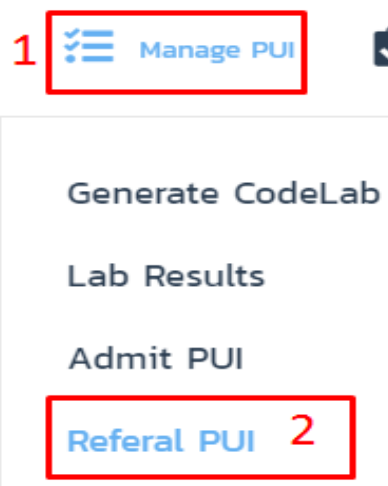 1 Manage PUI
Generate CodeLab
Lab Results
Admit PUI
Referal PUI 2